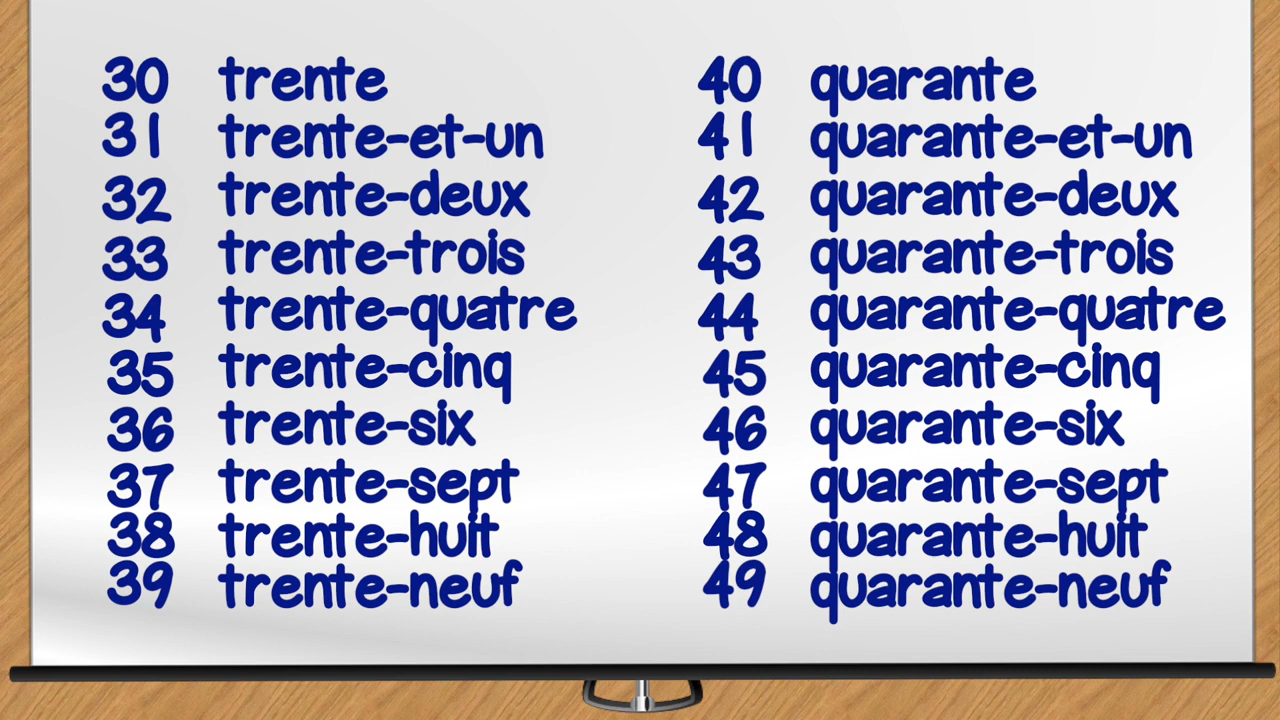 30 trente
31 trente-et-un
32 trente-deux
33 trente-trois
34 trente-quatre
35 trente-cinq
36 trente-six
37 trente-sept
38 trente-huit
39 trente-neuf
40 quarante
41 quarante-et-un
42 quarante-deux
43 quarante-trois
44 quarante-quatre
45 quarante-cinq
46 quarante-six
47 quarante-sept
48 quarante-huit
49 quarante-neuf